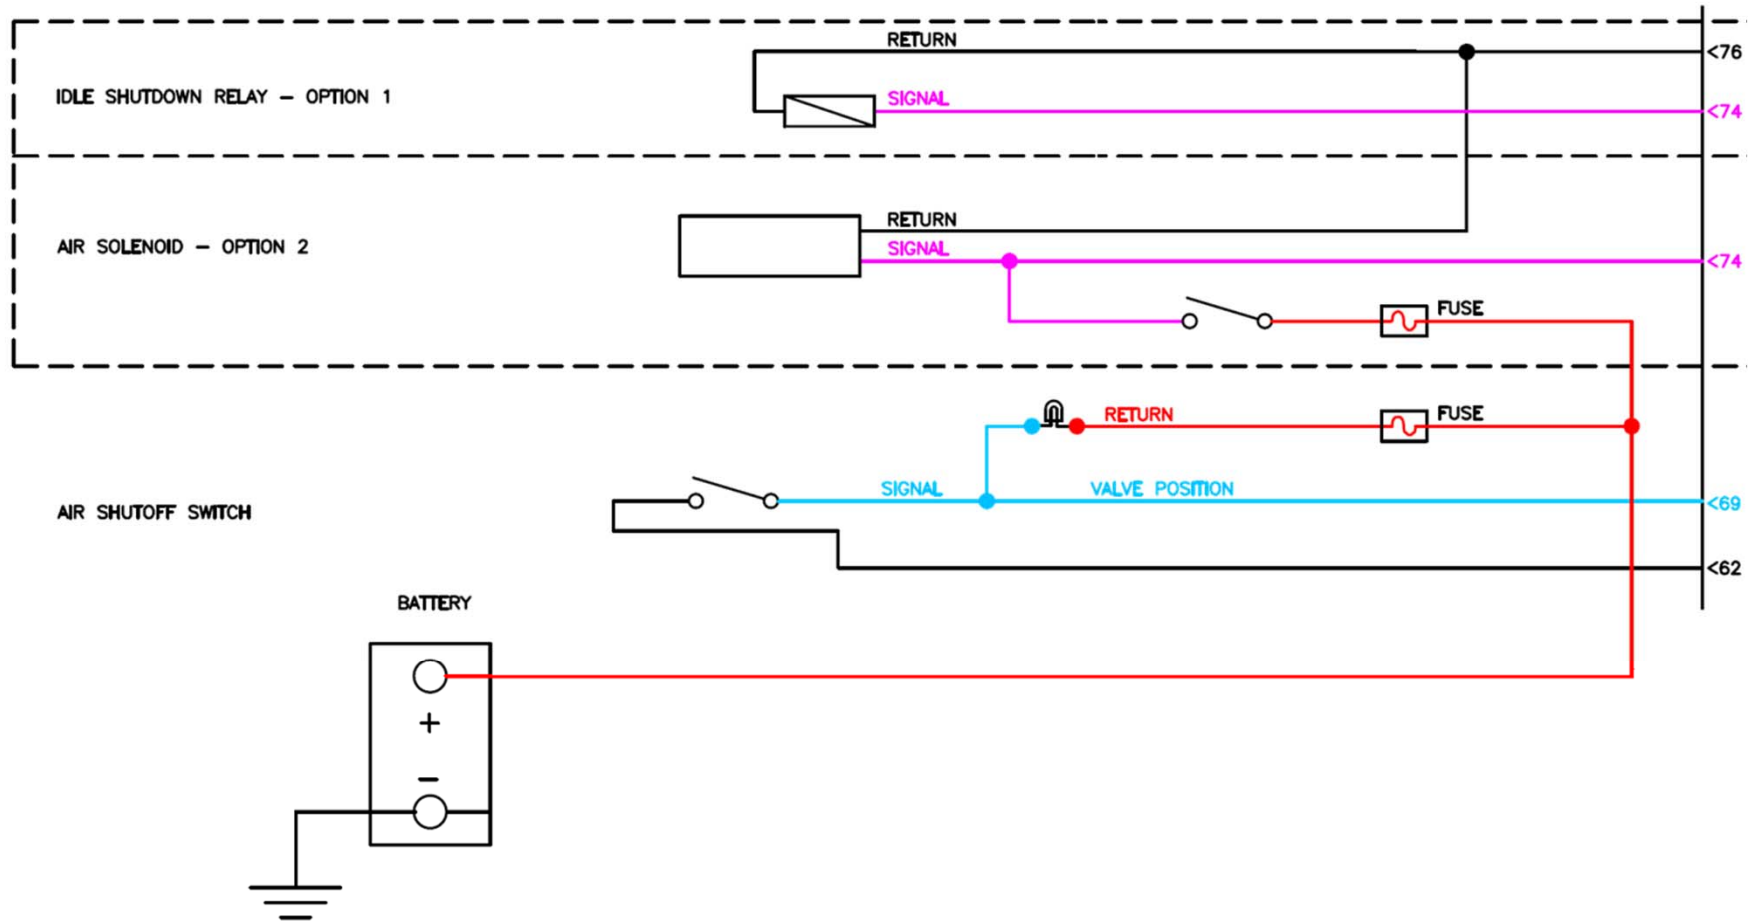 RETURN
<76
IDLE SHUTDOWN RELAY - OPTION 1
SIGNAL
<74
RETURN
AIR SOLENOID - OPTION 2
SIGNAL
<74
FUSE
RETURN
FUSE
SIGNAL
VALVE POSITION
<69
AIR SHUTOFF SWITCH
<62
BATTERY
+
-